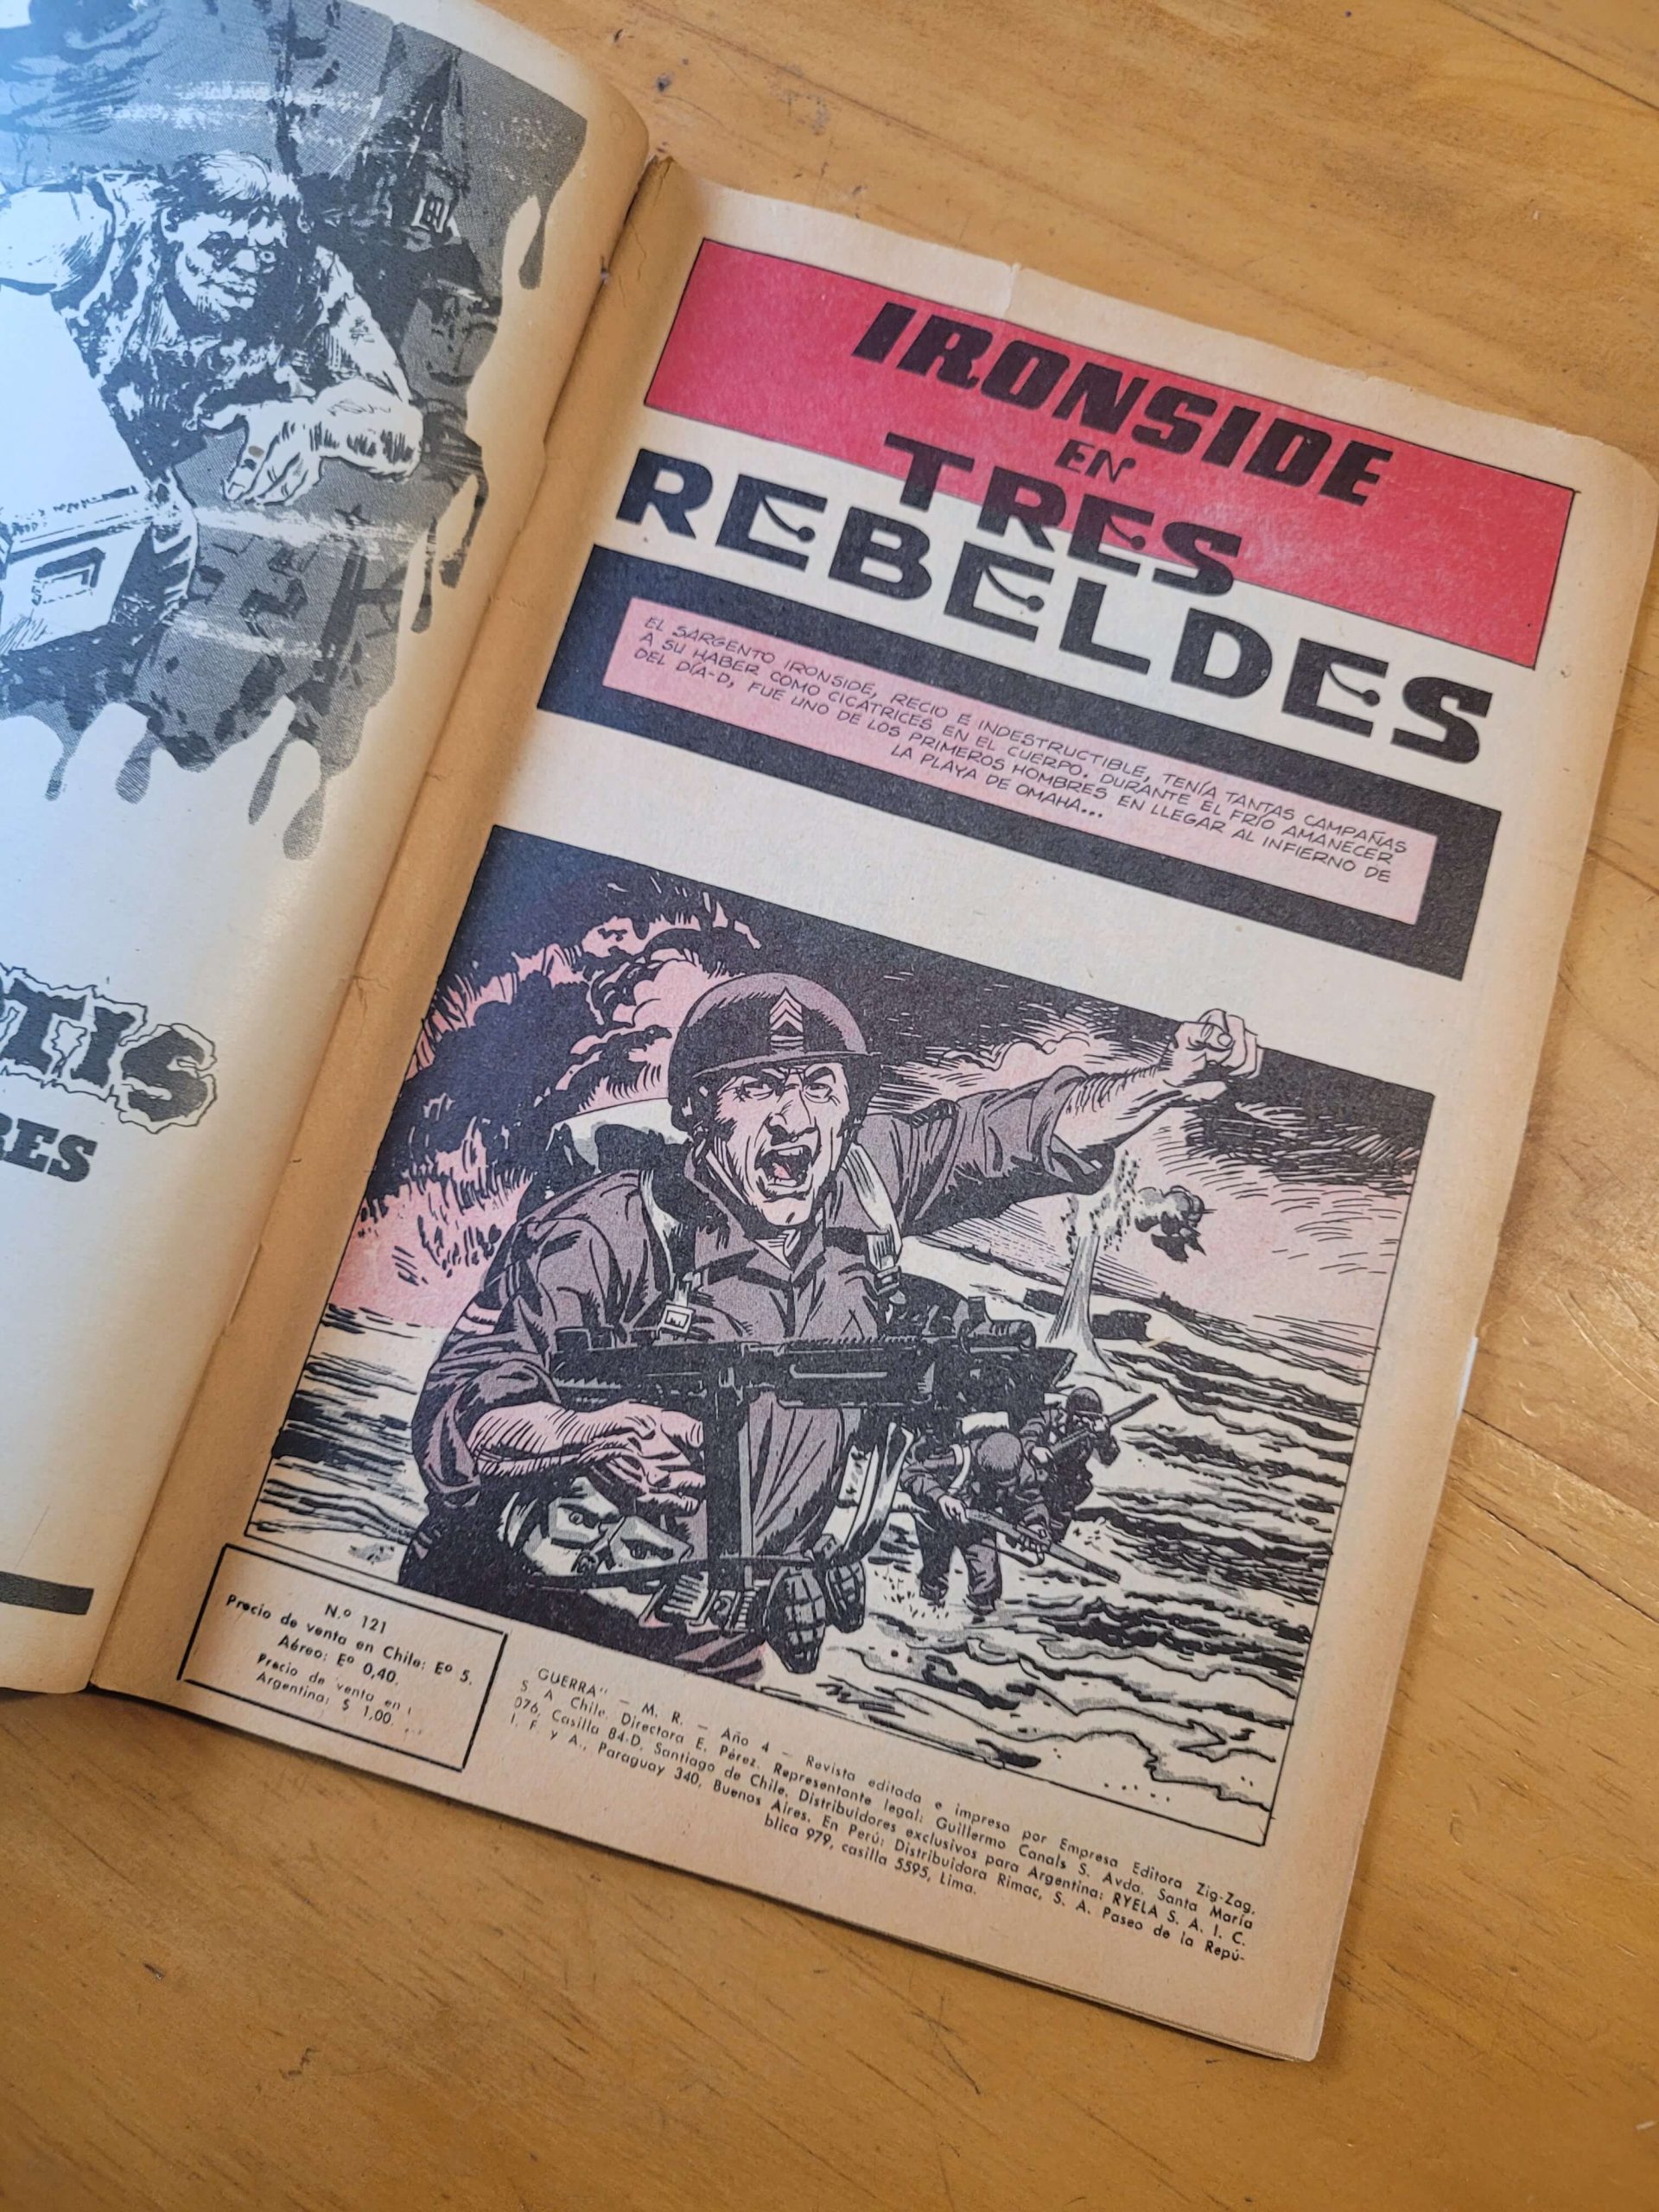 TIS
RES
IRONSIDE
EN
TRES
REBELDES
EL SARGENTO IRONSIDE, RECIO E INDESTRUCTIBLE, TENÍA TANTAS CAMPAÑAS
A SU HABER COMO CICATRICES EN EL CUERPO. DURANTE EL FRÍO AMANECER
DEL DÍA-D, FUE UNO DE LOS PRIMEROS HOMBRES EN LLEGAR AL INFIERNO DE
LA PLAYA DE OMAHA...
N.º 121
Precio de venta en Chile: Eº 5.
Aéreo: Eº 0,40.
Precio de venta en
Argentina: $ 1,00.
GUERRA" — M. R. — Año 4 — Revista editada e impresa por Empresa Editora Zig-Zag,
S A Chile Directora E. Pérez. Representante legal: Guillermo Canals S. Avda. Santa María
076, Casilla 84-D, Santiago de Chile. Distribuidores exclusivos para Argentina: RYELA S. A. I. C.
I. F. y A., Paraguay 340, Buenos Aires. En Perú: Distribuidora Rimac, S. A. Paseo de la Repú-
blica 979, casilla 5595, Lima.